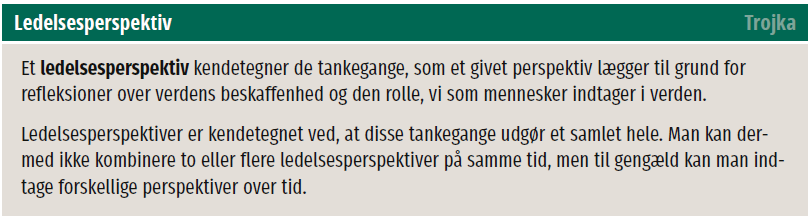 Ledelsesperspektiv Trojka
Et ledelsesperspektiv kendetegner de tankegange, som et givet perspektiv lægger til grund for
refleksioner over verdens beskaffenhed og den rolle, vi som mennesker indtager i verden.
Ledelsesperspektiver er kendetegnet ved, at disse tankegange udgør et samlet hele. Man kan der-
med ikke kombinere to eller flere ledelsesperspektiver på samme tid, men til gengæld kan man ind-
tage forskellige perspektiver over tid.